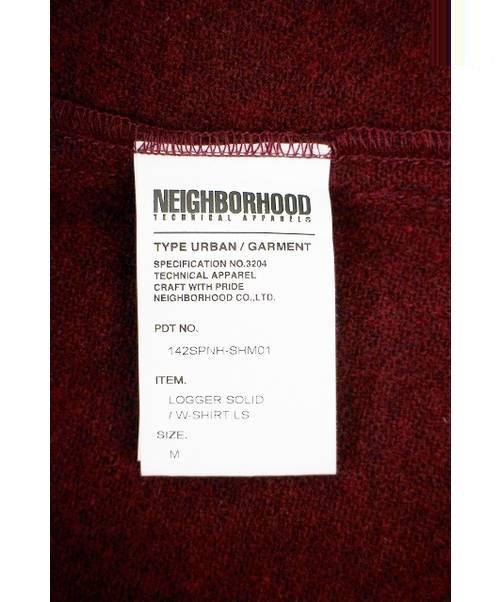 NEIGHBORHOOD
TECHNICAL APPAREL®
TYPE URBAN / GARMENT
SPECIFICATION NO.3204
TECHNICAL APPAREL
CRAFT WITH PRIDE
NEIGHBORHOOD CO.,LTD.
PDT NO.
142SPNH-SHM01
ITEM.
LOGGER SOLID
/ W-SHIRT LS
SIZE.
M